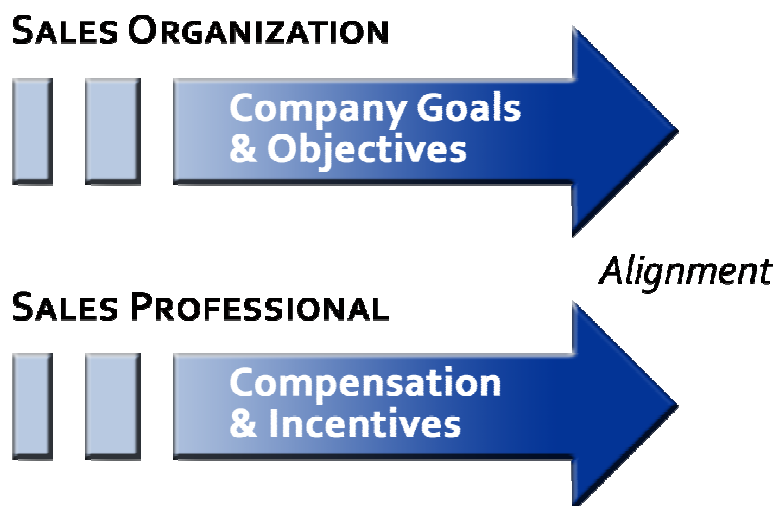 SALES ORGANIZATION
Company Goals
& Objectives
Alignment
SALES PROFESSIONAL
Compensation
& Incentives